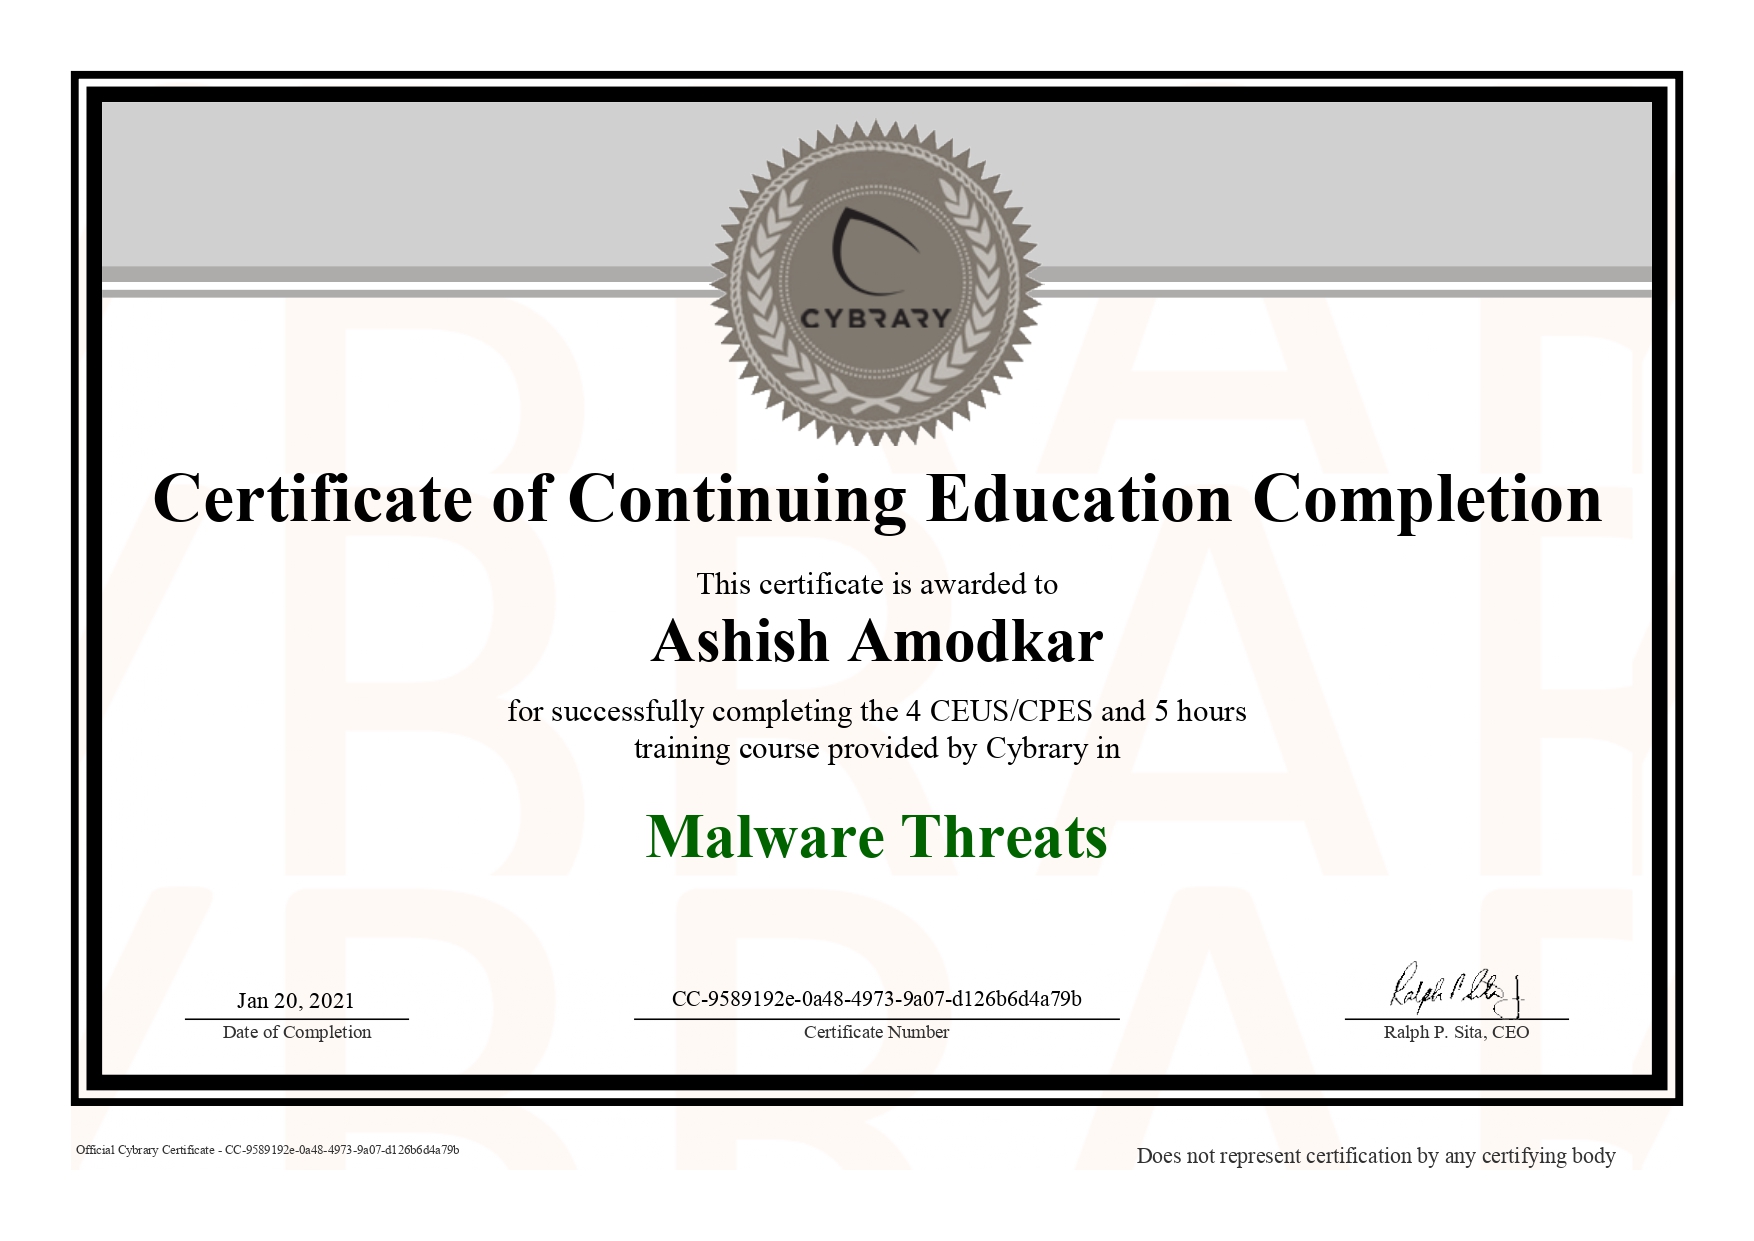 CYBRARY
Certificate of Continuing Education Completion
This certificate is awarded to
Ashish Amodkar
for successfully completing the 4 CEUS/CPES and 5 hours
training course provided by Cybrary in
Malware Threats
Jan 20, 2021
Date of Completion
CC-9589192e-0a48-4973-9a07-d126b6d4a79b
Certificate Number
Ralph P. Sita, J
Ralph P. Sita, CEO
Official Cybrary Certificate - CC-9589192e-0a48-4973-9a07-d126b6d4a79b
Does not represent certification by any certifying body